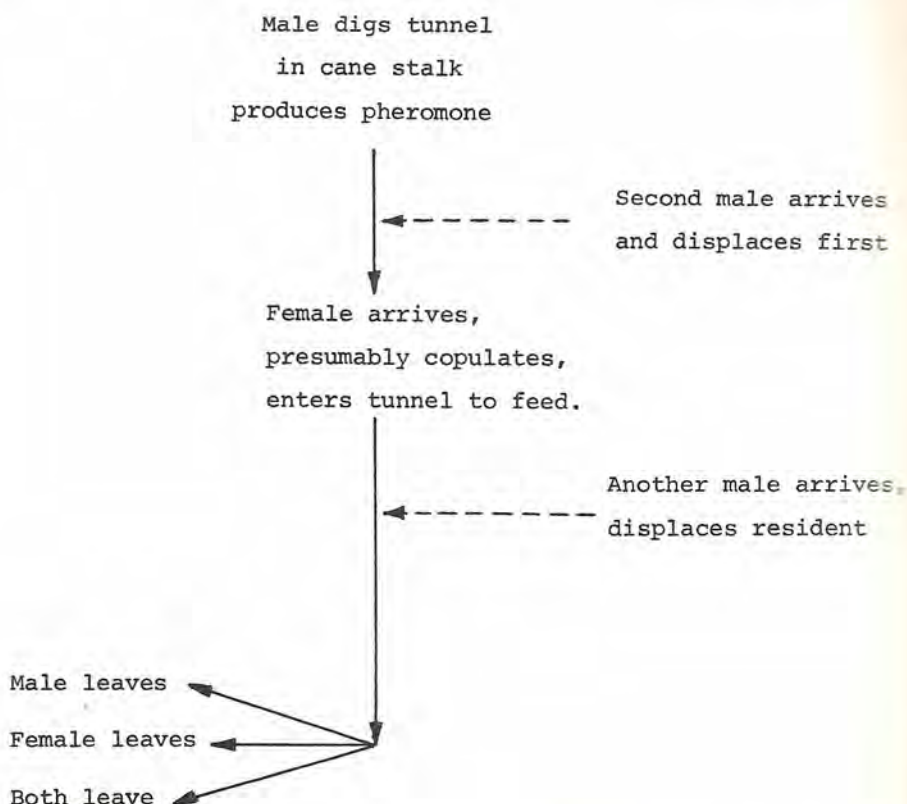 Male digs tunnel
in cane stalk
produces pheromone
Second male arrives
and displaces first
Female arrives,
presumably copulates,
enters tunnel to feed.
Another male arrives,
displaces resident
Male leaves
Female leaves
Both leave